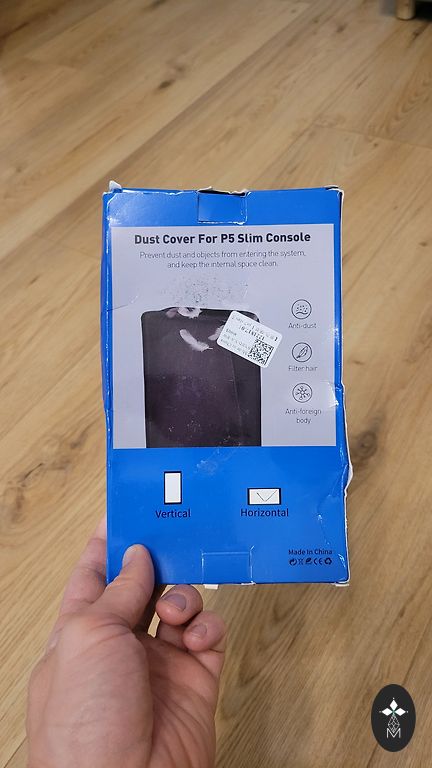 Dust Cover For P5 Slim Console
Prevent dust and objects from entering the system,
and keep the internal space clean.
Anti-dust
Filter hair
Anti-foreign
body
Vertical
Horizontal
Made In China
CE
M